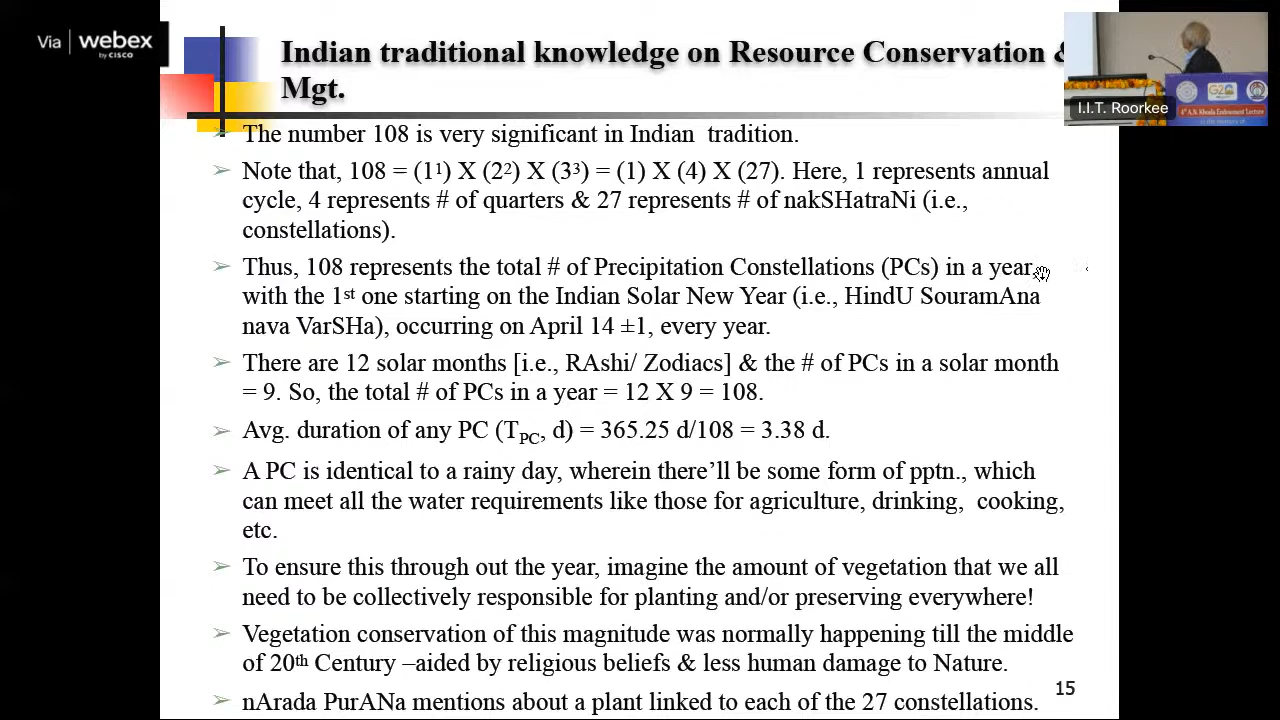 Via webex
by CISCO
Indian traditional knowledge on Resource Conservation &
Mgt.
I.I.T. Roorkee
The number 108 is very significant in Indian tradition.
Note that, 108 = (1¹) X (2²) X (3³) = (1) X (4) X (27). Here, 1 represents annual
cycle, 4 represents # of quarters & 27 represents # of nakSHatraNi (i.e.,
constellations).
Thus, 108 represents the total # of Precipitation Constellations (PCs) in a year,
with the 1st one starting on the Indian Solar New Year (i.e., HindU SouramAna
nava VarSHa), occurring on April 14 ±1, every year.
There are 12 solar months [i.e., RAshi/ Zodiacs] & the # of PCs in a solar month
= 9. So, the total # of PCs in a year = 12 X 9 = 108.
Avg. duration of any PC (TPC, d) = 365.25 d/108 = 3.38 d.
A PC is identical to a rainy day, wherein there’ll be some form of pptn., which
can meet all the water requirements like those for agriculture, drinking, cooking,
etc.
To ensure this through out the year, imagine the amount of vegetation that we all
need to be collectively responsible for planting and/or preserving everywhere!
Vegetation conservation of this magnitude was normally happening till the middle
of 20th Century –aided by religious beliefs & less human damage to Nature.
nArada PurANa mentions about a plant linked to each of the 27 constellations.
15